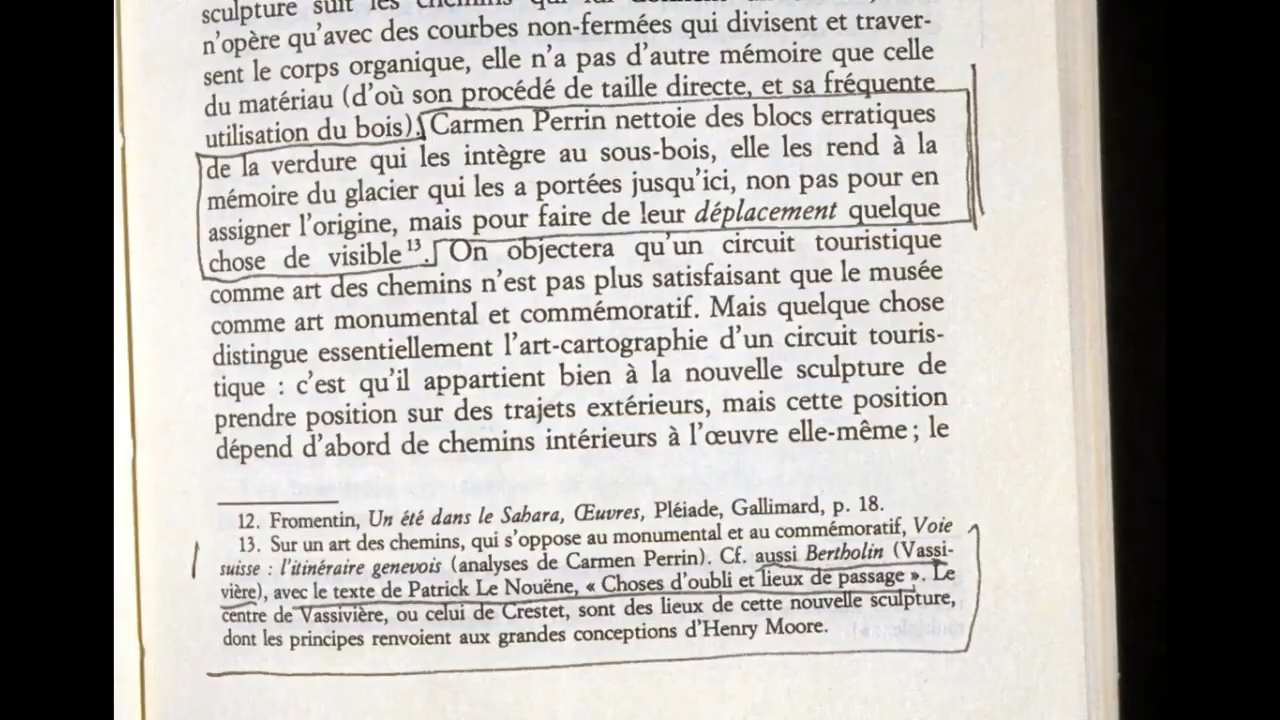 sculpture suit les chemins qui lui
n'opère qu'avec des courbes non-fermées qui divisent et traver-
sent le corps organique, elle n'a pas d'autre mémoire que celle
du matériau (d'où son procédé de taille directe, et sa fréquente
utilisation du bois). Carmen Perrin nettoie des blocs erratiques
de la verdure qui les intègre au sous-bois, elle les rend à la
mémoire du glacier qui les a portées jusqu'ici, non pas pour en
assigner l'origine, mais pour faire de leur déplacement quelque
chose de visible 13. On objectera qu'un circuit touristique
comme art des chemins n'est pas plus satisfaisant que le musée
comme art monumental et commémoratif. Mais quelque chose
distingue essentiellement l'art-cartographie d'un circuit touris-
tique : c'est qu'il appartient bien à la nouvelle sculpture de
prendre position sur des trajets extérieurs, mais cette position
dépend d'abord de chemins intérieurs à l'œuvre elle-même ; le
12. Fromentin, Un été dans le Sahara, Œuvres, Pléiade, Gallimard, p. 18.
13. Sur un art des chemins, qui s'oppose au monumental et au commémoratif, Voie
suisse : l'itinéraire genevois (analyses de Carmen Perrin). Cf. aussi Bertholin (Vassi-
vière), avec le texte de Patrick Le Nouëne, « Choses d'oubli et lieux de passage ». Le
centre de Vassivière, ou celui de Crestet, sont des lieux de cette nouvelle sculpture,
dont les principes renvoient aux grandes conceptions d'Henry Moore.